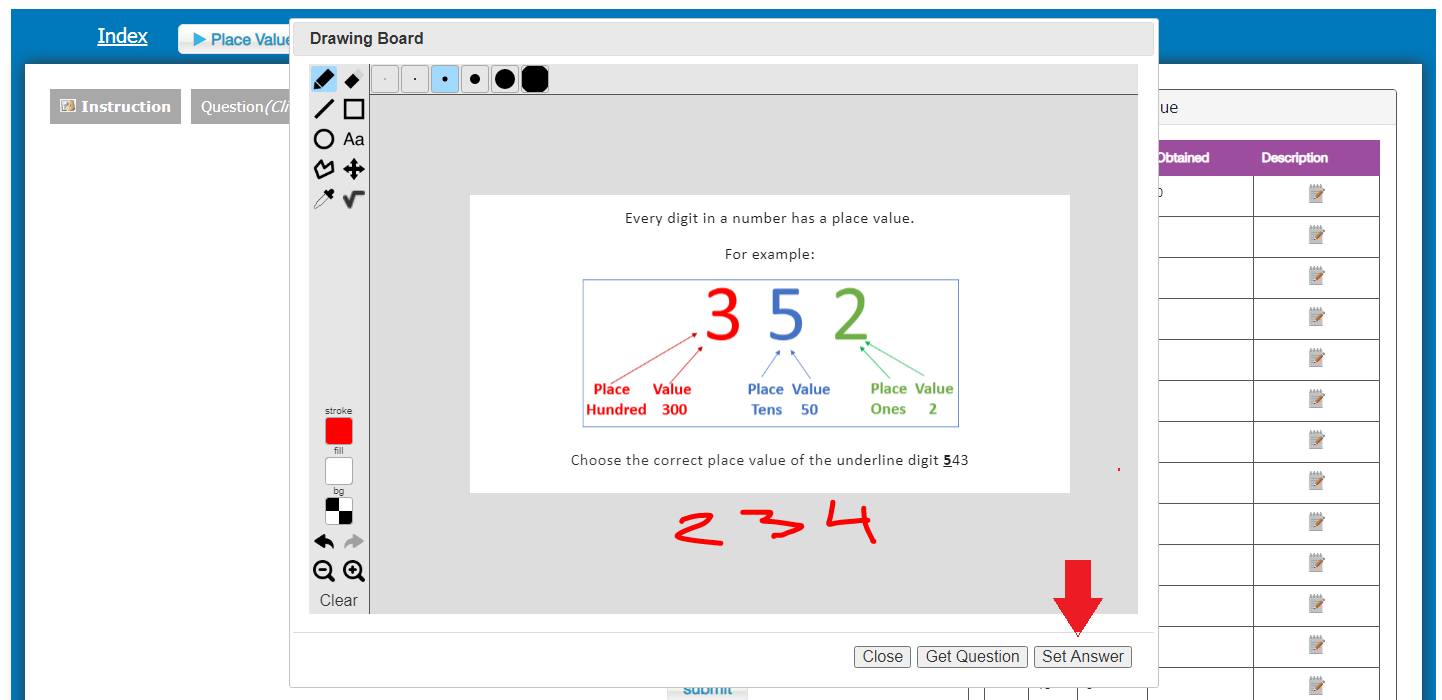 Index
Place Value
Instruction
Question(Cli
ue
Obtained Description
Drawing Board
Aa
stroke
fill
bg
Clear
Every digit in a number has a place value.
For example:
3 5 2
Place Value Place Value Place Value
Hundred 300 Tens 50 Ones 2
Choose the correct place value of the underline digit 543
2 3 4
Close Get Question Set Answer
submit